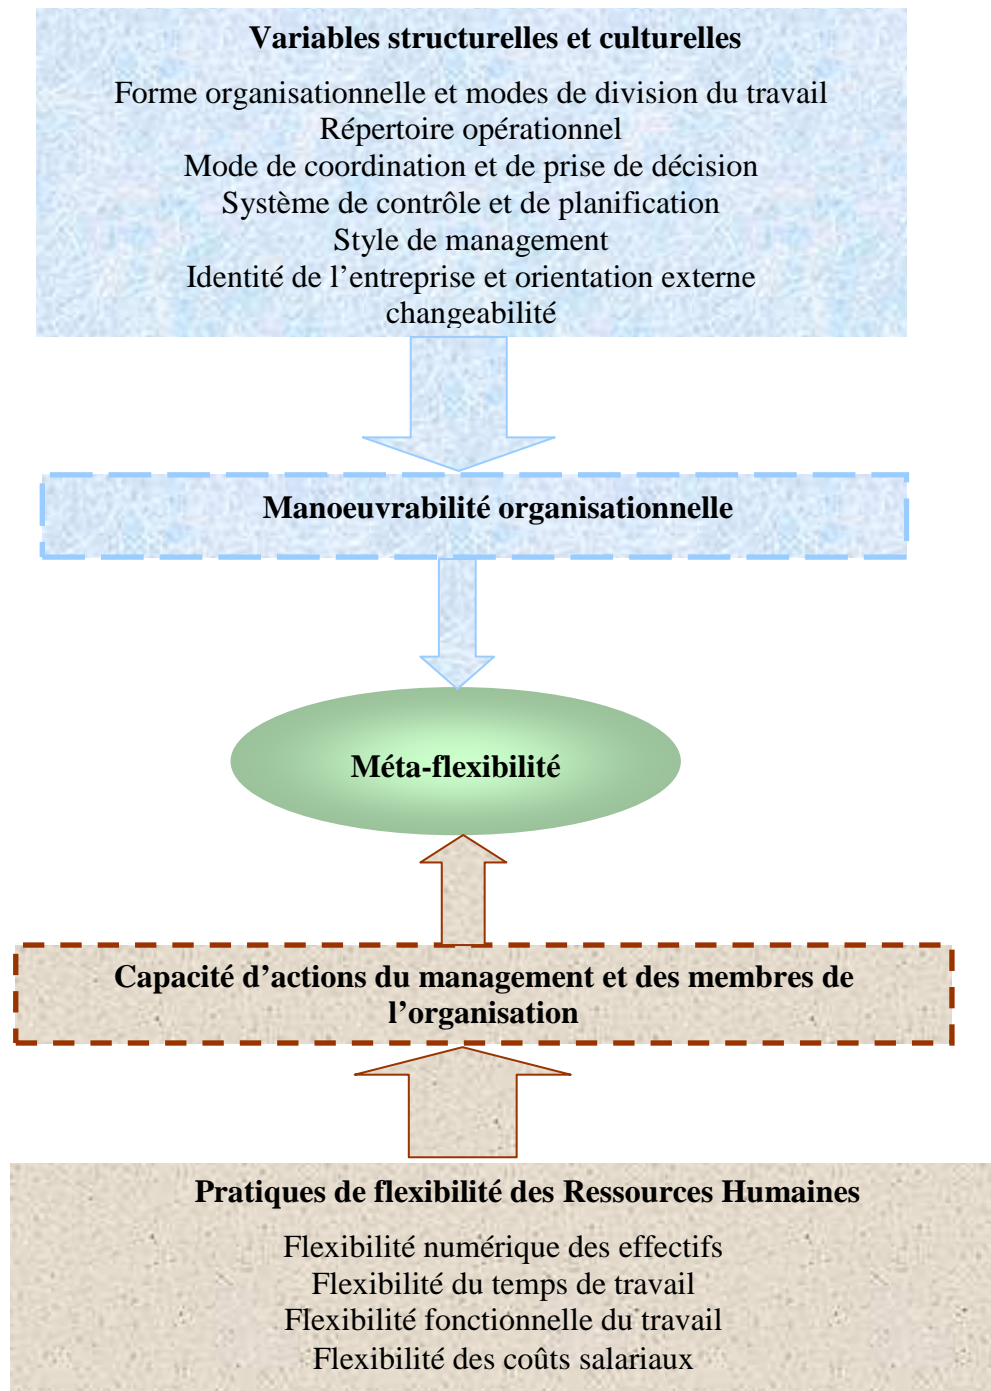 Variables structurelles et culturelles
Forme organisationnelle et modes de division du travail
Répertoire opérationnel
Mode de coordination et de prise de décision
Système de contrôle et de planification
Style de management
Identité de l’entreprise et orientation externe
changeabilité
Manoeuvrabilité organisationnelle
Méta-flexibilité
Capacité d’actions du management et des membres de
l’organisation
Pratiques de flexibilité des Ressources Humaines
Flexibilité numérique des effectifs
Flexibilité du temps de travail
Flexibilité fonctionnelle du travail
Flexibilité des coûts salariaux